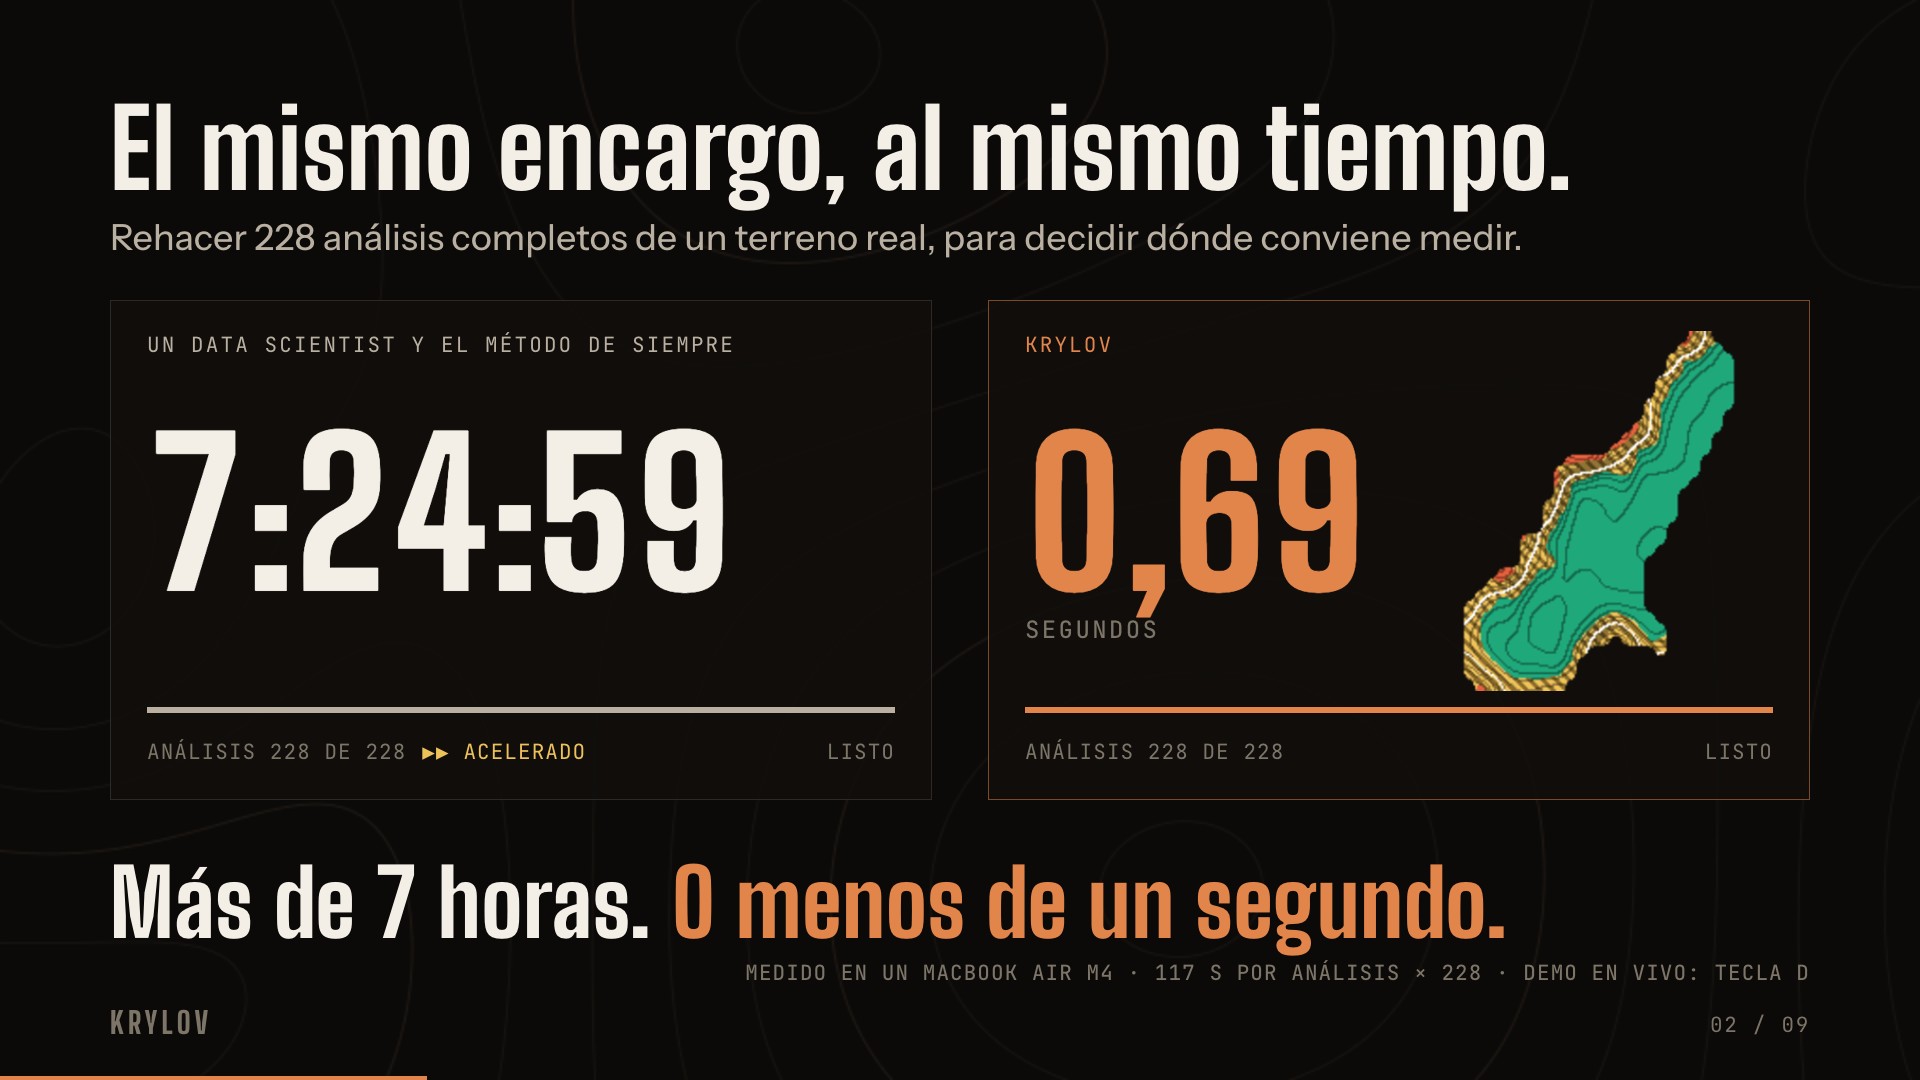 El mismo encargo, al mismo tiempo.
Rehacer 228 análisis completos de un terreno real, para decidir dónde conviene medir.
UN DATA SCIENTIST Y EL MÉTODO DE SIEMPRE
7:24:59
ANÁLISIS 228 DE 228 ▶▶ ACELERADO
LISTO
KRYLOV
0,69
SEGUNDOS
ANÁLISIS 228 DE 228
LISTO
Más de 7 horas. O menos de un segundo.
MEDIDO EN UN MACBOOK AIR M4 · 117 S POR ANÁLISIS × 228 · DEMO EN VIVO: TECLA D
KRYLOV
02 / 09